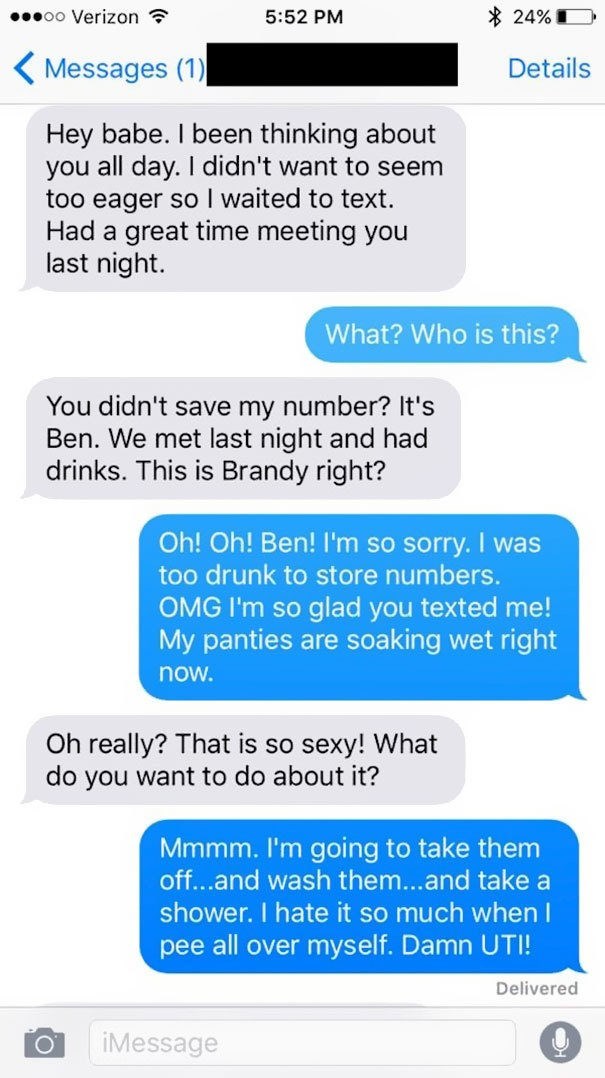 Verizon 5:52 PM 24%
Messages (1) Details
Hey babe. I been thinking about
you all day. I didn't want to seem
too eager so I waited to text.
Had a great time meeting you
last night.
What? Who is this?
You didn't save my number? It's
Ben. We met last night and had
drinks. This is Brandy right?
Oh! Oh! Ben! I'm so sorry. I was
too drunk to store numbers.
OMG I'm so glad you texted me!
My panties are soaking wet right
now.
Oh really? That is so sexy! What
do you want to do about it?
Mmmm. I'm going to take them
off...and wash them...and take a
shower. I hate it so much when I
pee all over myself. Damn UTI!
Delivered
iMessage